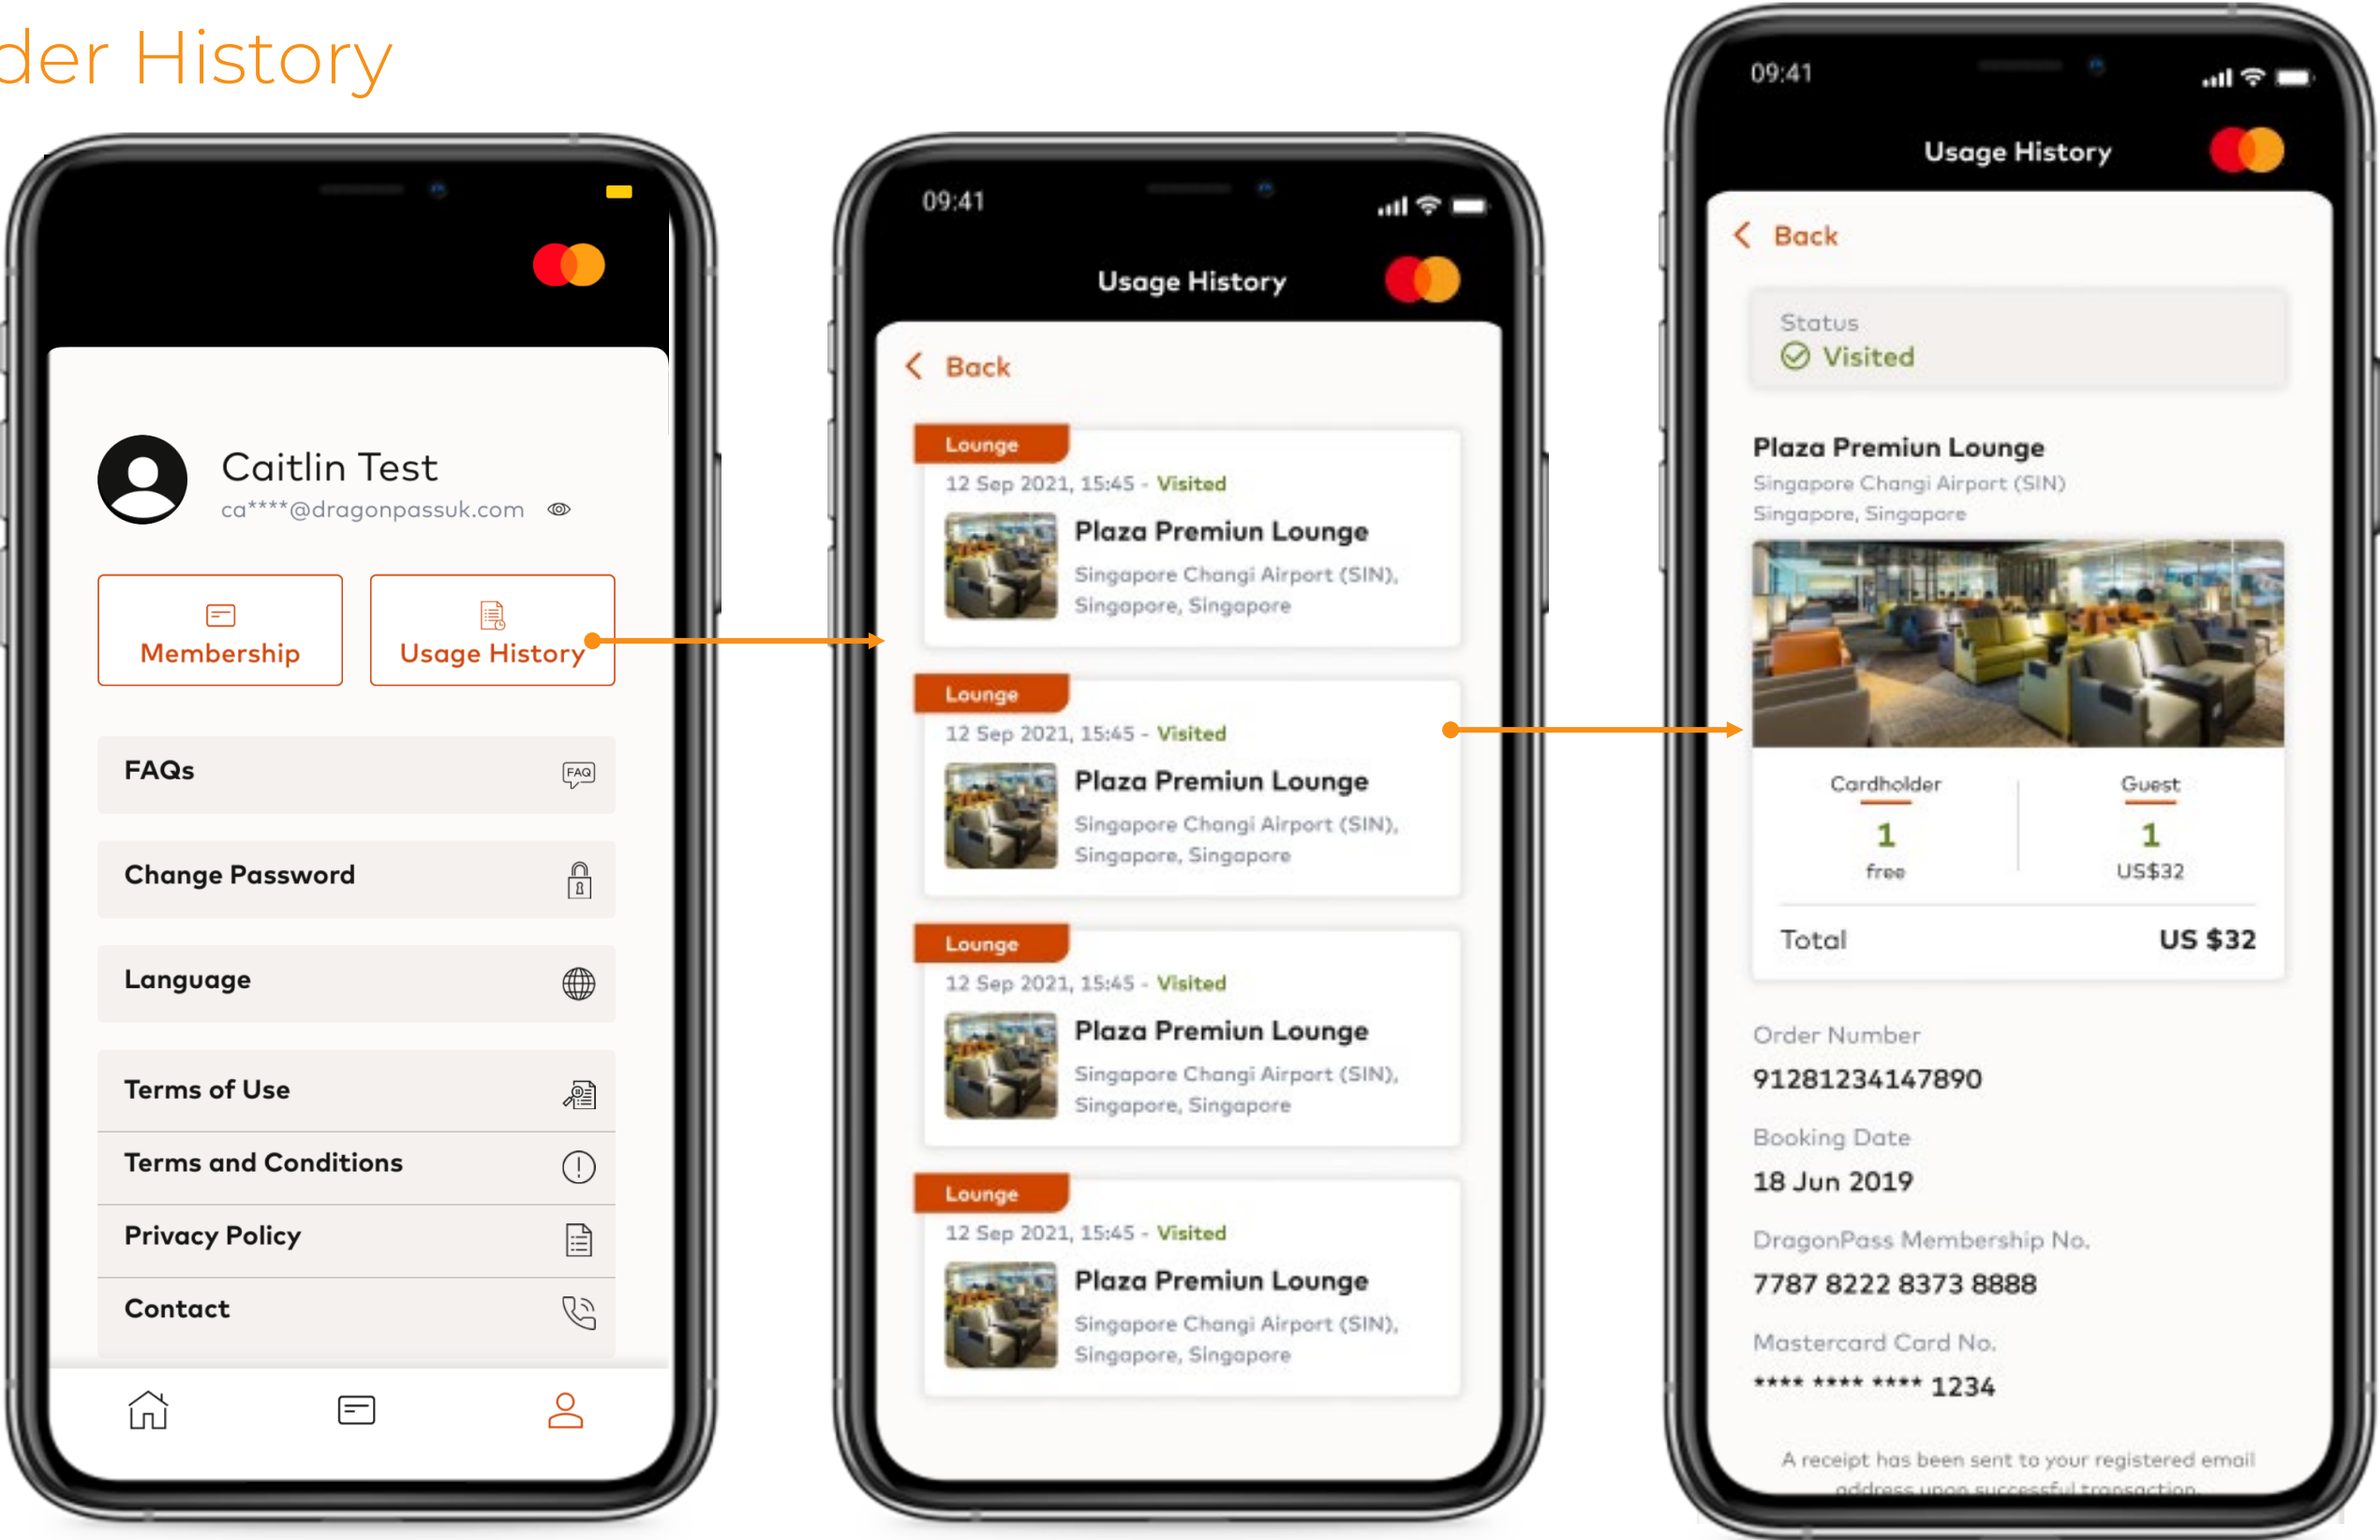 der History
Caitlin Test
ca****@dragonpassuk.com
Membership
Usage History
FAQs
FAQ
Change Password
Language
Terms of Use
Terms and Conditions
Privacy Policy
Contact
09:41
Usage History
Back
Lounge
12 Sep 2021, 15:45 - Visited
Plaza Premiun Lounge
Singapore Changi Airport (SIN),
Singapore, Singapore
Lounge
12 Sep 2021, 15:45 - Visited
Plaza Premiun Lounge
Singapore Changi Airport (SIN),
Singapore, Singapore
Lounge
12 Sep 2021, 15:45 - Visited
Plaza Premiun Lounge
Singapore Changi Airport (SIN),
Singapore, Singapore
Lounge
12 Sep 2021, 15:45 - Visited
Plaza Premiun Lounge
Singapore Changi Airport (SIN),
Singapore, Singapore
09:41
Usage History
Back
Status
Visited
Plaza Premiun Lounge
Singapore Changi Airport (SIN)
Singapore, Singapore
Cardholder
1
free
Guest
1
US$32
Total US $32
Order Number
91281234147890
Booking Date
18 Jun 2019
DragonPass Membership No.
7787 8222 8373 8888
Mastercard Card No.
**** **** **** 1234
A receipt has been sent to your registered email
address upon successful transaction